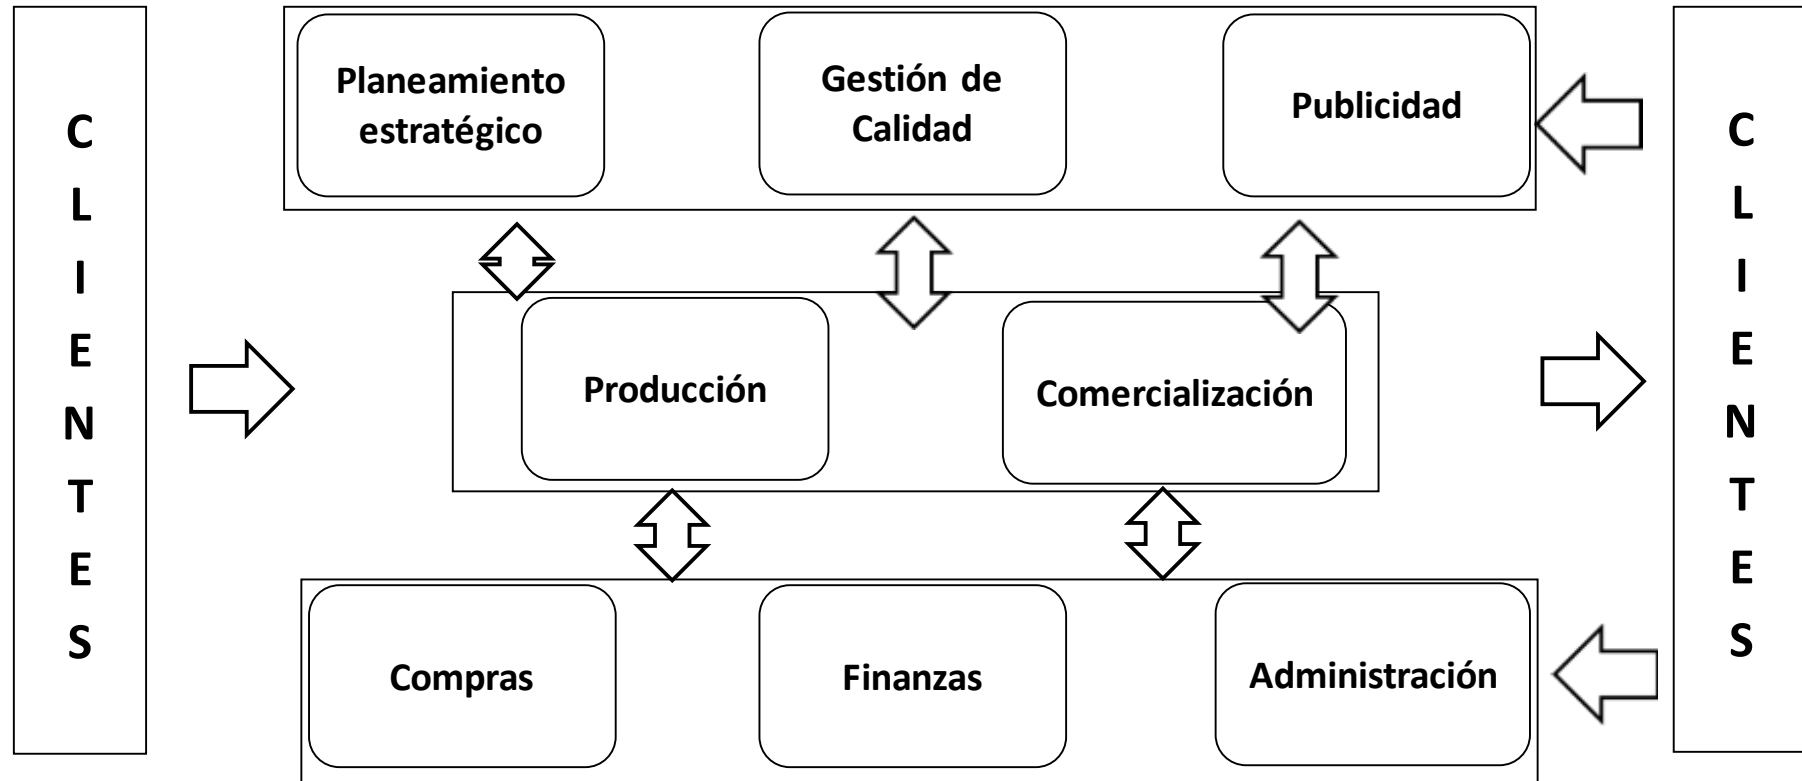 C
L
I
E
N
T
E
S
Planeamiento
estratégico
Gestión de
Calidad
Publicidad
Producción
Comercialización
Compras
Finanzas
Administración
C
L
I
E
N
T
E
S